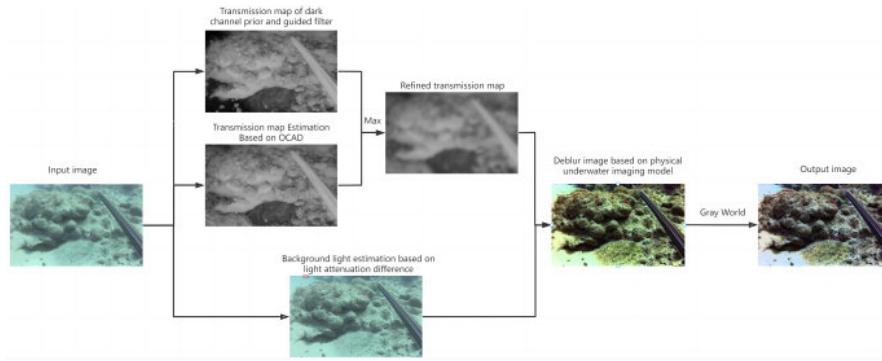 Transmission map of dark
channel prior and guided filter
Refined transmission map
Max
Transmission map Estimation
Based on OCAD
Input image
Deblur image based on physical
underwater imaging model
Output image
Gray World
Background light estimation based on
light attenuation difference